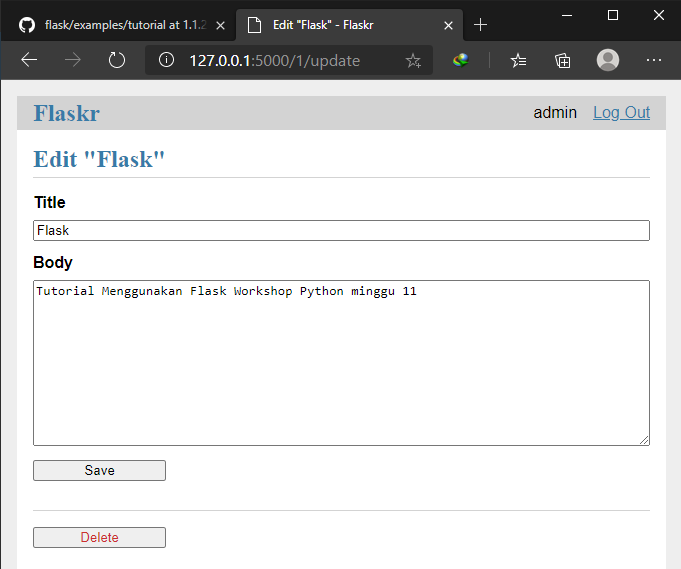 flask/examples/tutorial at 1.1.2
Edit "Flask" - Flaskr
127.0.0.1:5000/1/update
Flaskr
admin
Log Out
Edit "Flask"
Title
Flask
Body
Tutorial Menggunakan Flask Workshop Python minggu 11
Save
Delete